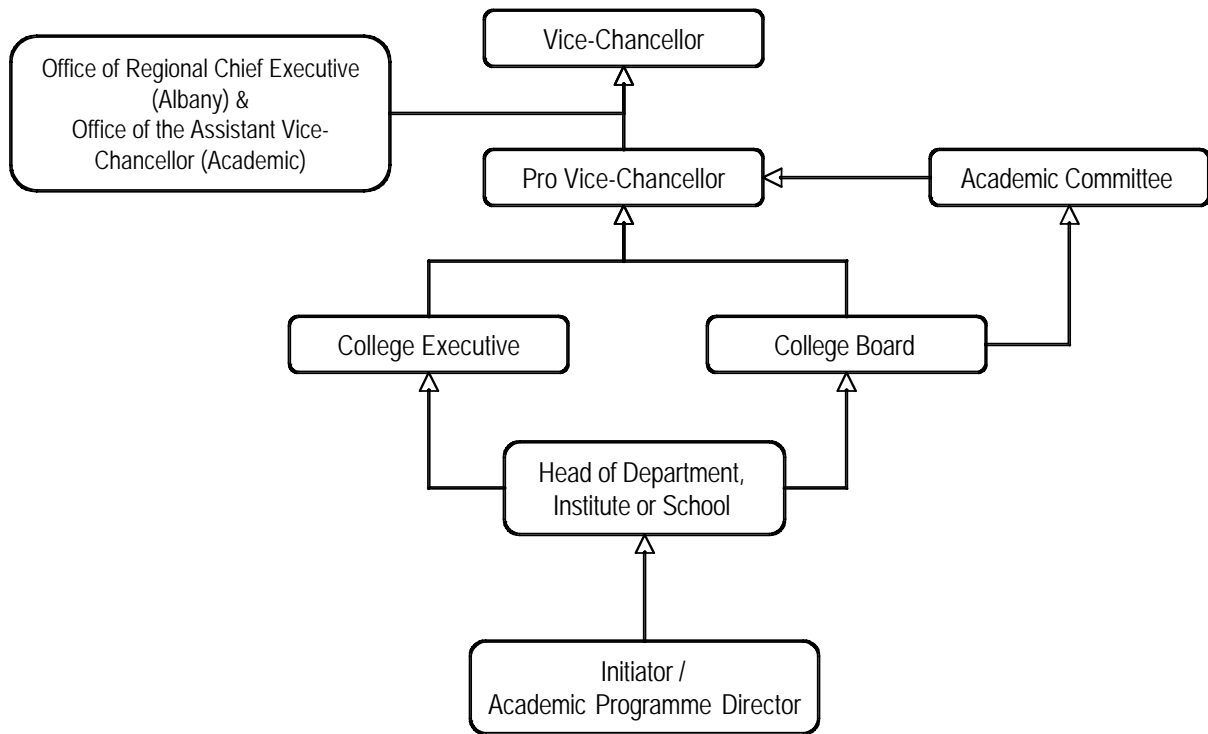 Vice-Chancellor
Office of Regional Chief Executive
(Albany) &
Office of the Assistant Vice-
Chancellor (Academic)
Pro Vice-Chancellor
Academic Committee
College Executive
College Board
Head of Department,
Institute or School
Initiator /
Academic Programme Director